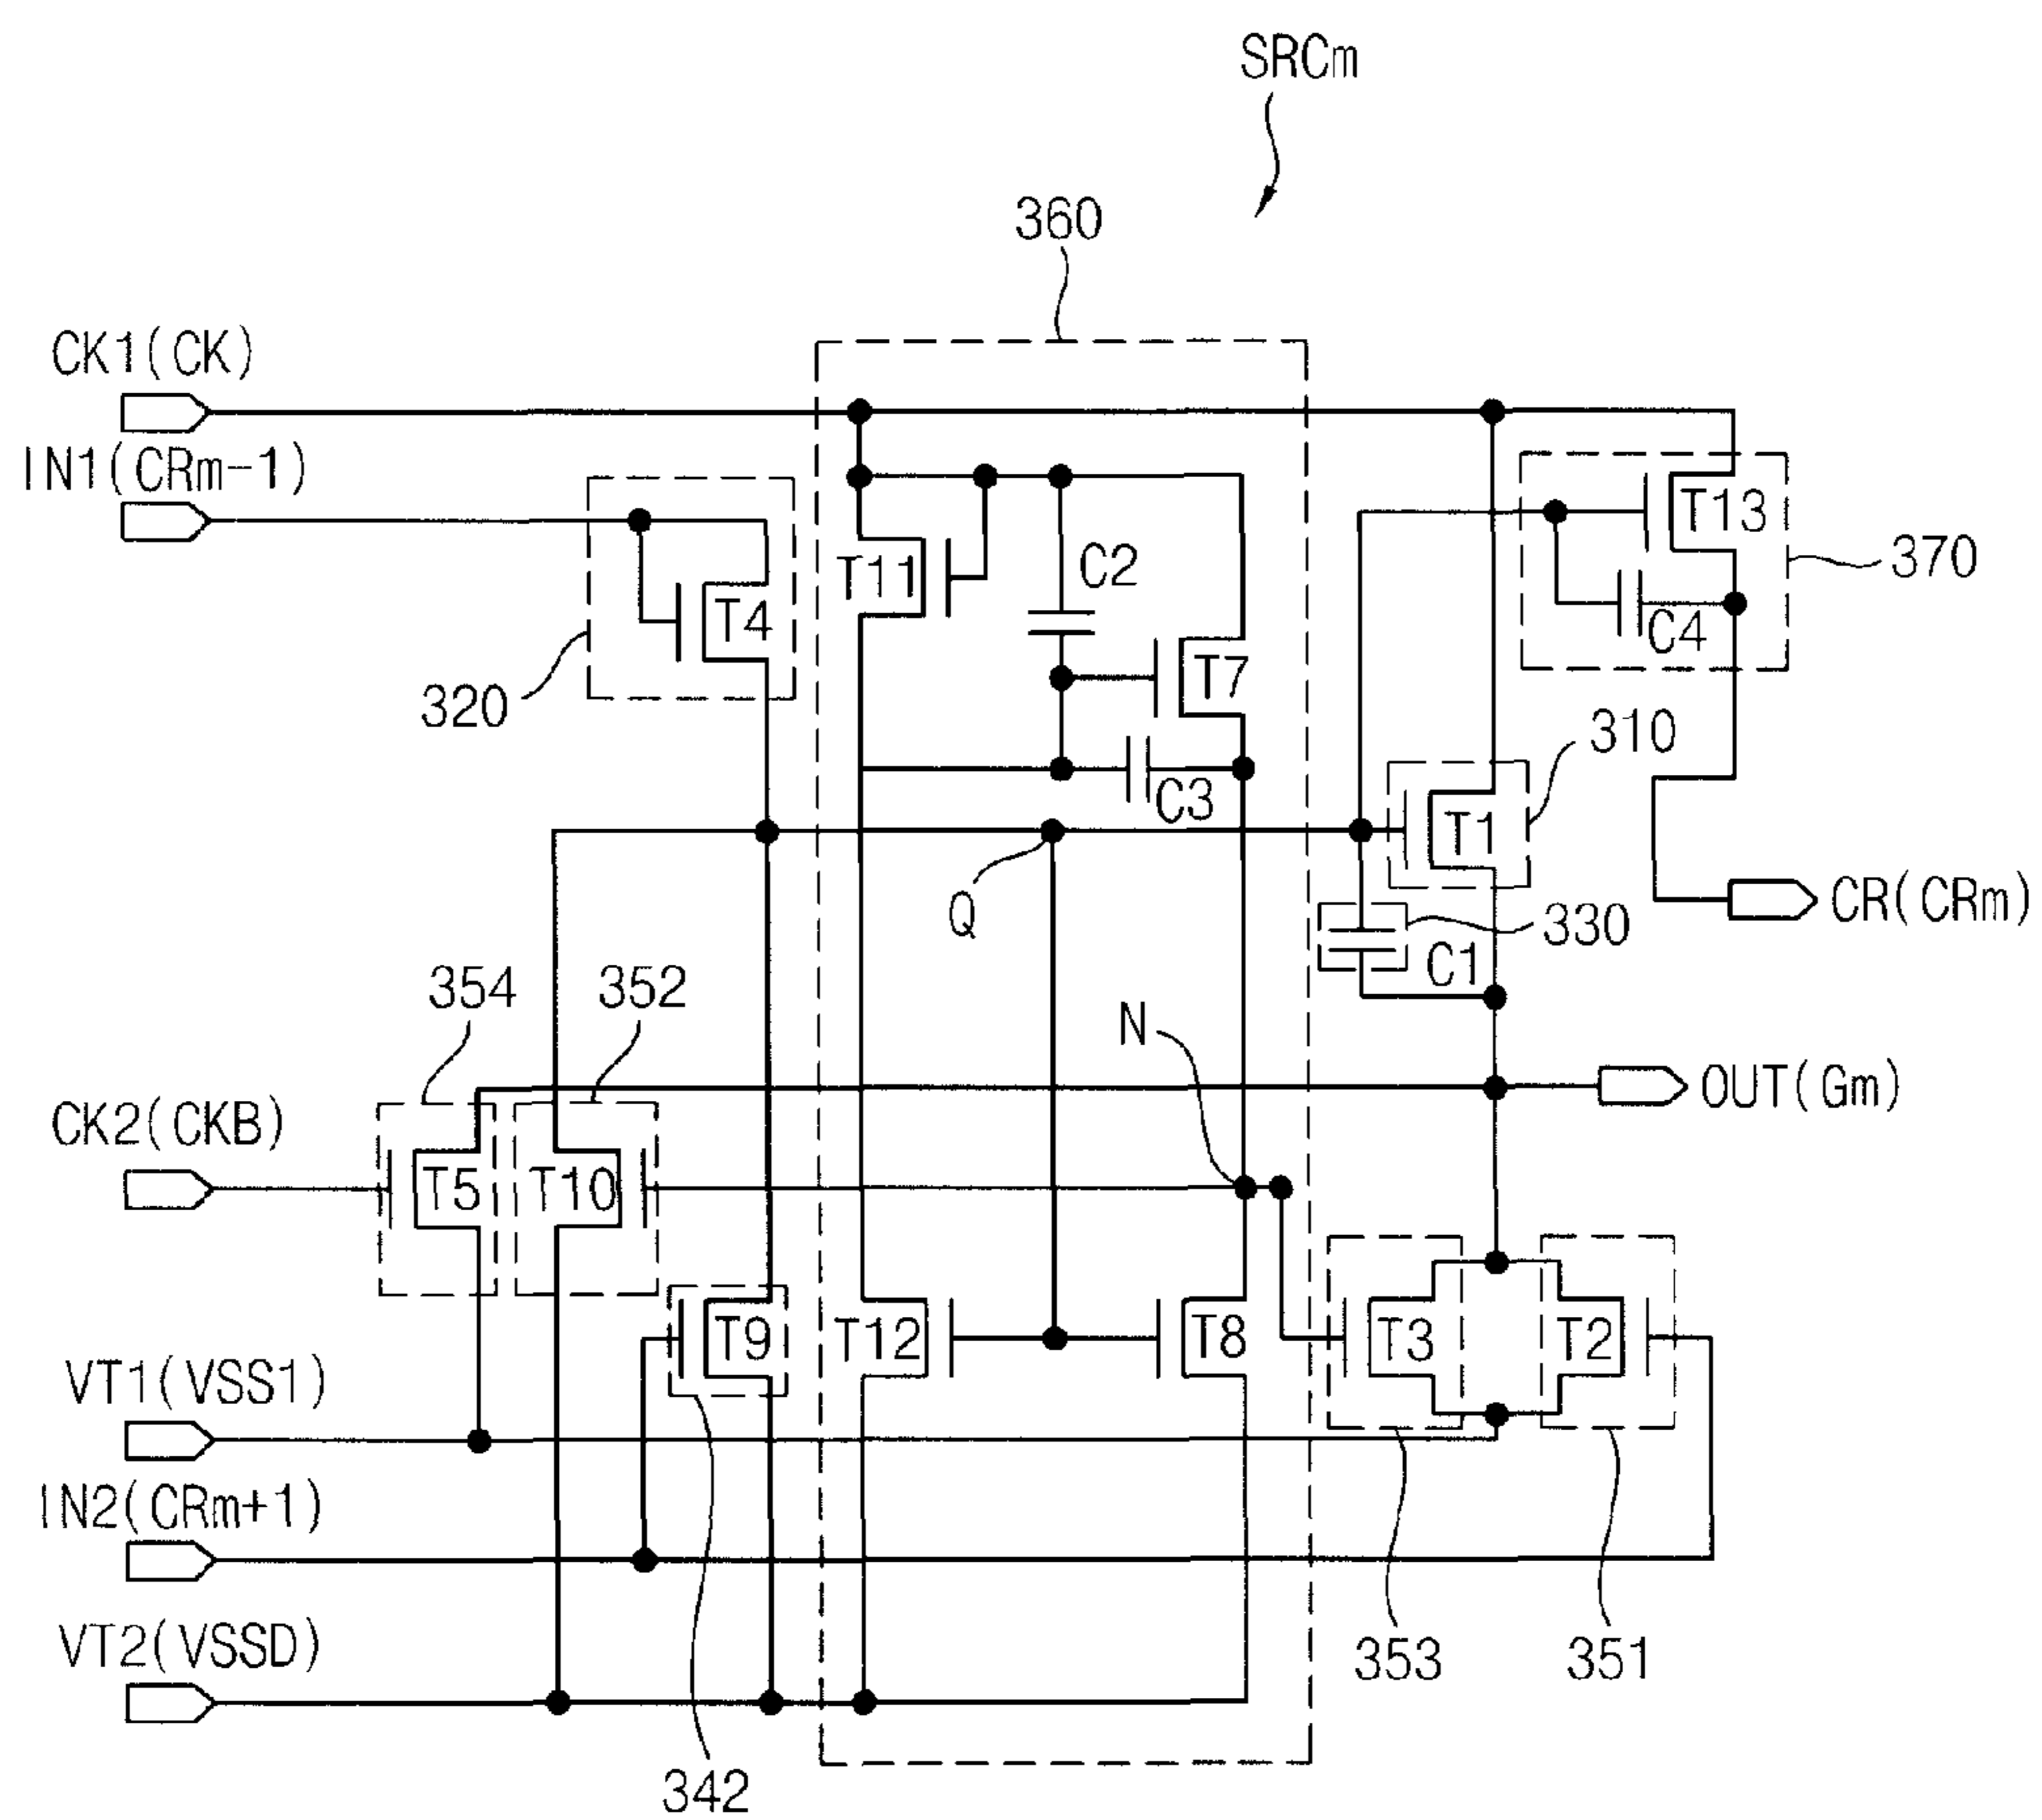 SRCm
360
CK1(CK)
IN1(CRm-1)
T13
T11
C2
370
T4
C4
T7
320
310
C3
T1
Q
CR(CRm)
330
C1
354
352
N
OUT(Gm)
CK2(CKB)
T5
T10
T9
T12
T8
T3
T2
VT1(VSS1)
IN2(CRm+1)
VT2(VSSD)
353
351
342